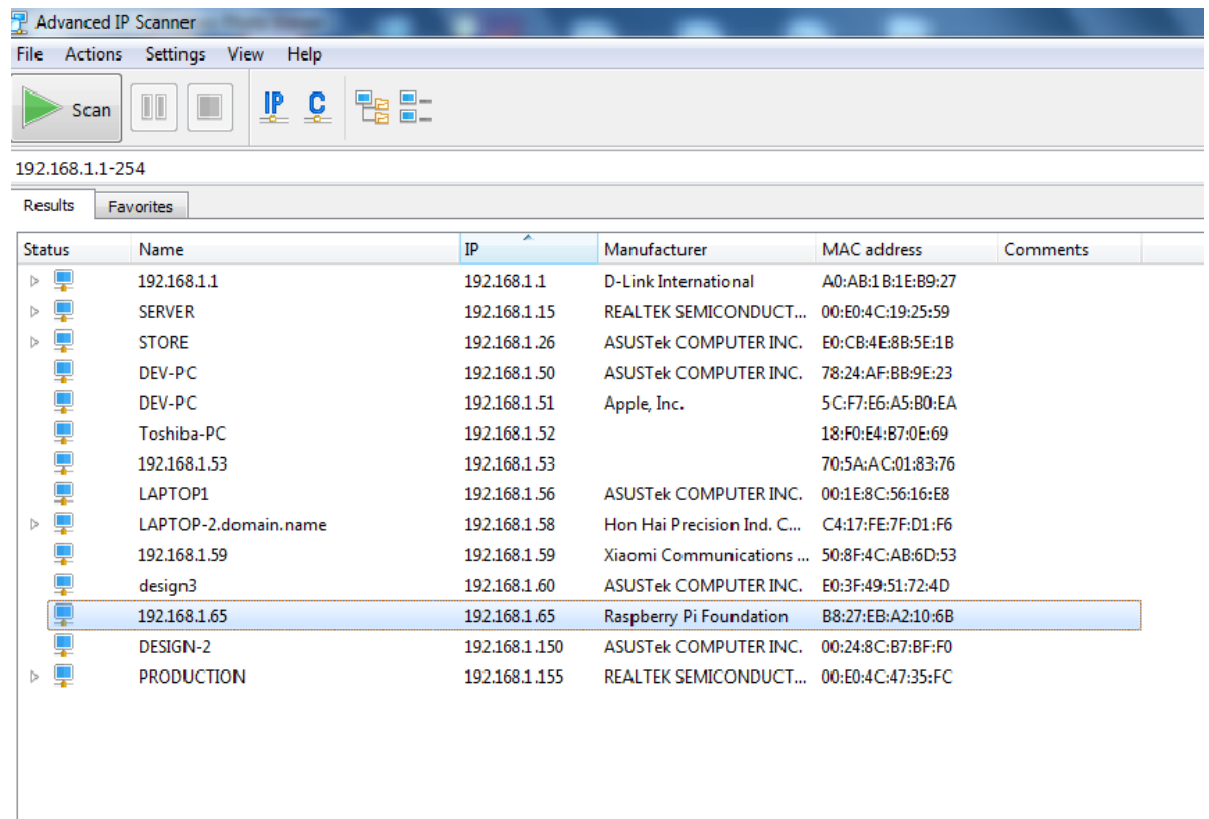 Advanced IP Scanner
File Actions Settings View Help
Scan IP C
192.168.1.1-254
Results Favorites
Status Name IP Manufacturer MAC address Comments
192.168.1.1 192.168.1.1 D-Link International A0:AB:1B:1E:B9:27
SERVER 192.168.1.15 REALTEK SEMICONDUCT... 00:E0:4C:19:25:59
STORE 192.168.1.26 ASUSTek COMPUTER INC. E0:CB:4E:8B:5E:1B
DEV-PC 192.168.1.50 ASUSTek COMPUTER INC. 78:24:AF:BB:9E:23
DEV-PC 192.168.1.51 Apple, Inc. 5C:F7:E6:A5:B0:EA
Toshiba-PC 192.168.1.52 18:F0:E4:B7:0E:69
192.168.1.53 192.168.1.53 70:5A:AC:01:83:76
LAPTOP1 192.168.1.56 ASUSTek COMPUTER INC. 00:1E:8C:56:16:E8
LAPTOP-2.domain.name 192.168.1.58 Hon Hai Precision Ind. C... C4:17:FE:7F:D1:F6
192.168.1.59 192.168.1.59 Xiaomi Communications ... 50:8F:4C:AB:6D:53
design3 192.168.1.60 ASUSTek COMPUTER INC. E0:3F:49:51:72:4D
192.168.1.65 192.168.1.65 Raspberry Pi Foundation B8:27:EB:A2:10:6B
DESIGN-2 192.168.1.150 ASUSTek COMPUTER INC. 00:24:8C:B7:BF:F0
PRODUCTION 192.168.1.155 REALTEK SEMICONDUCT... 00:E0:4C:47:35:FC